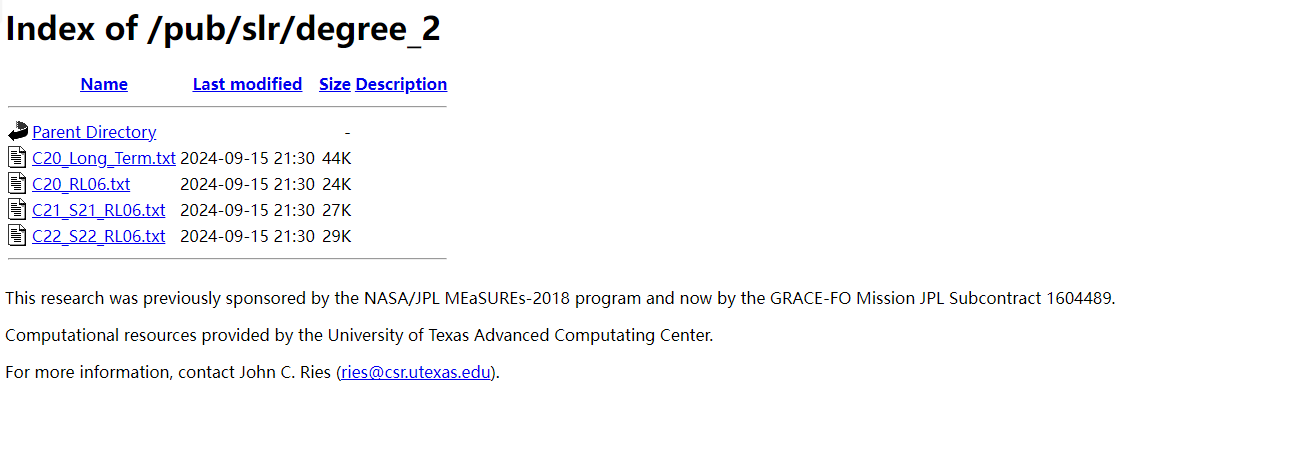 Index of /pub/slr/degree_2
Name Last modified Size Description
Parent Directory -
C20_Long_Term.txt 2024-09-15 21:30 44K
C20_RL06.txt 2024-09-15 21:30 24K
C21_S21_RL06.txt 2024-09-15 21:30 27K
C22_S22_RL06.txt 2024-09-15 21:30 29K
This research was previously sponsored by the NASA/JPL MEaSUREs-2018 program and now by the GRACE-FO Mission JPL Subcontract 1604489.
Computational resources provided by the University of Texas Advanced Computating Center.
For more information, contact John C. Ries (ries@csr.utexas.edu).